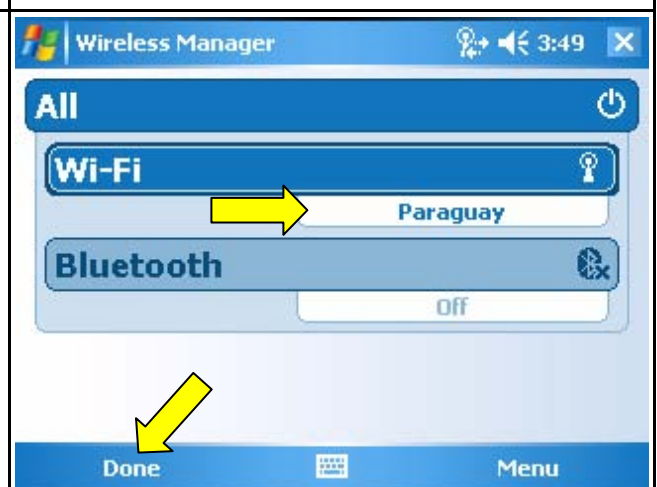 Wireless Manager 3:49
All
Wi-Fi
Paraguay
Bluetooth
Off
Done Menu